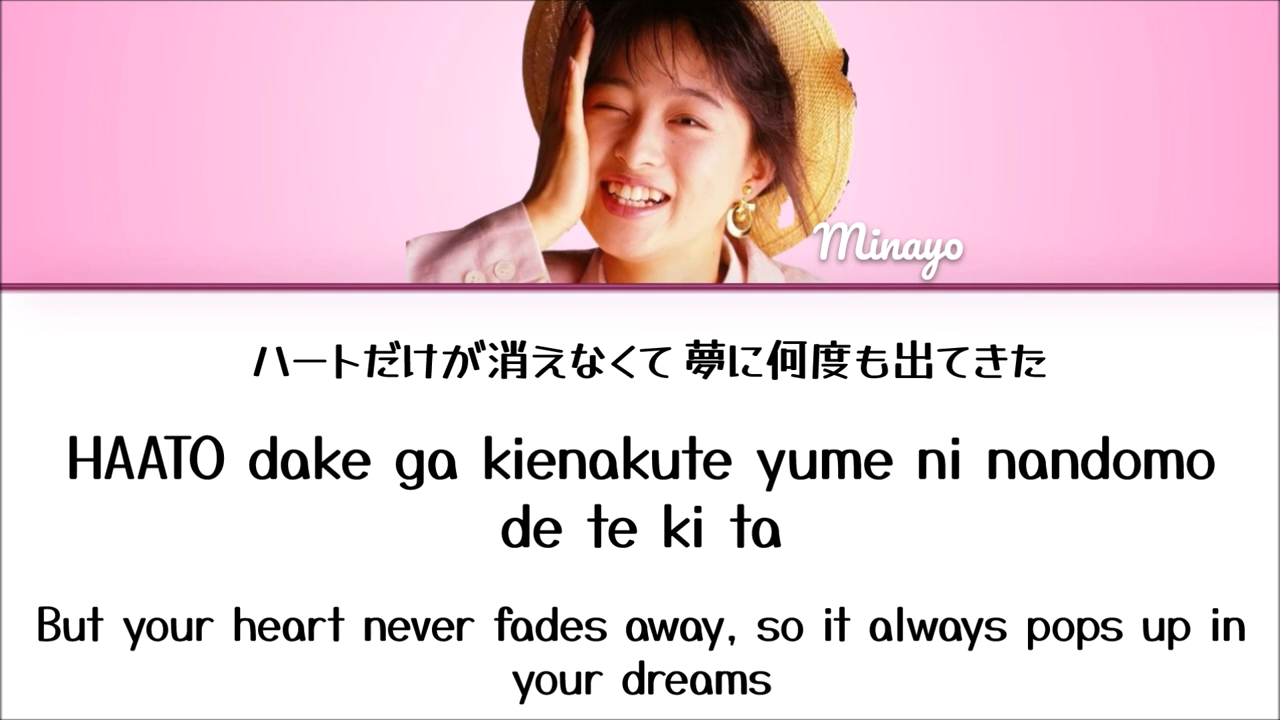 Minayo
ハートだけが消えなくて 夢に何度も出てきた
HAATO dake ga kienakute yume ni nandomo
de te ki ta
But your heart never fades away, so it always pops up in
your dreams